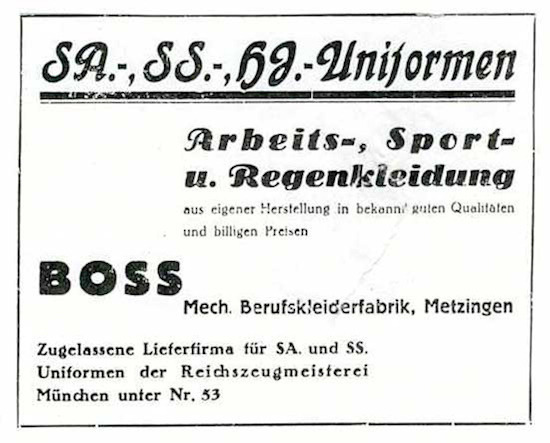 SA.-, SS.-, HJ.-Uniformen
Arbeits-, Sport-
u. Regenkleidung
aus eigener Herstellung in bekannt guten Qualitäten
und billigen Preisen
BOSS
Mech. Berufskleiderfabrik, Metzingen
Zugelassene Lieferfirma für SA. und SS.
Uniformen der Reichszeugmeisterei
München unter Nr. 53